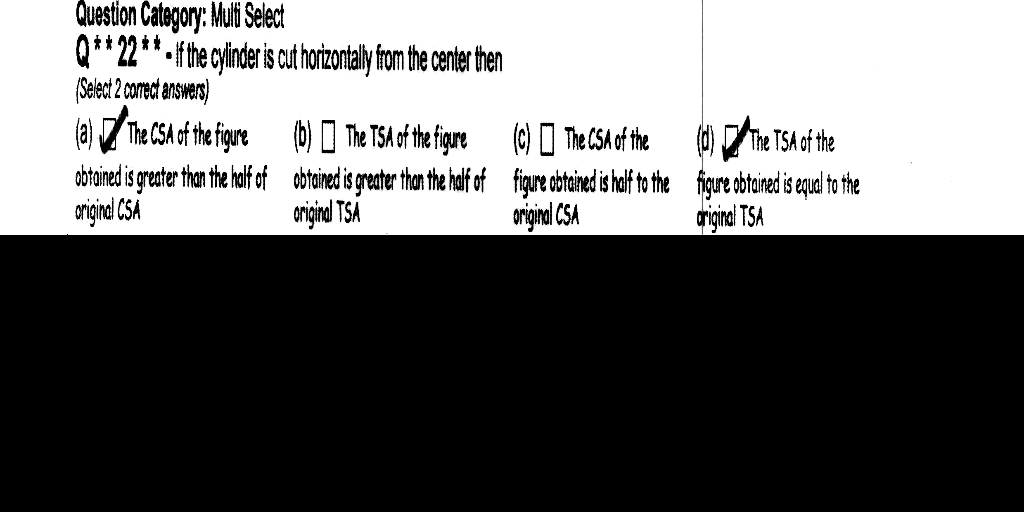 Question Category: Multi Select
Q**22** - If the cylinder is cut horizontally from the center then
(Select 2 correct answers)
(a) The CSA of the figure obtained is greater than the half of original CSA
(b) The TSA of the figure obtained is greater than the half of original TSA
(c) The CSA of the figure obtained is half to the original CSA
(d) The TSA of the figure obtained is equal to the original TSA